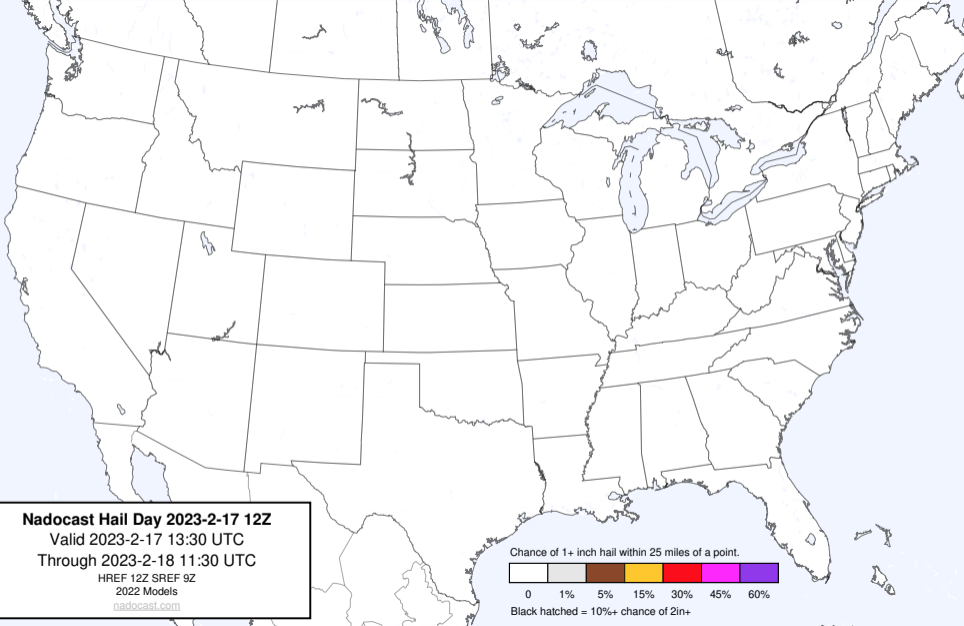 Nadocast Hail Day 2023-2-17 12Z
Valid 2023-2-17 13:30 UTC
Through 2023-2-18 11:30 UTC
HREF 12Z SREF 9Z
2022 Models
nadocast.com
Chance of 1+ inch hail within 25 miles of a point.
0 1% 5% 15% 30% 45% 60%
Black hatched = 10%+ chance of 2in+